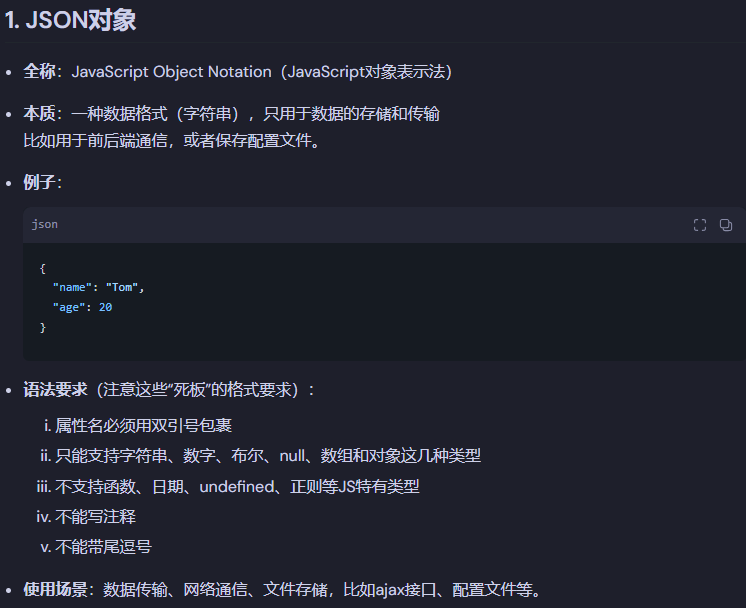 1. JSON对象
全称：JavaScript Object Notation（JavaScript对象表示法）
本质：一种数据格式（字符串），只用于数据的存储和传输
比如用于前后端通信，或者保存配置文件。
例子：
json
{
  "name": "Tom",
  "age": 20
}
语法要求（注意这些“死板”的格式要求）：
i. 属性名必须用双引号包裹
ii. 只能支持字符串、数字、布尔、null、数组和对象这几种类型
iii. 不支持函数、日期、undefined、正则等JS特有类型
iv. 不能写注释
v. 不能带尾逗号
使用场景：数据传输、网络通信、文件存储，比如ajax接口、配置文件等。